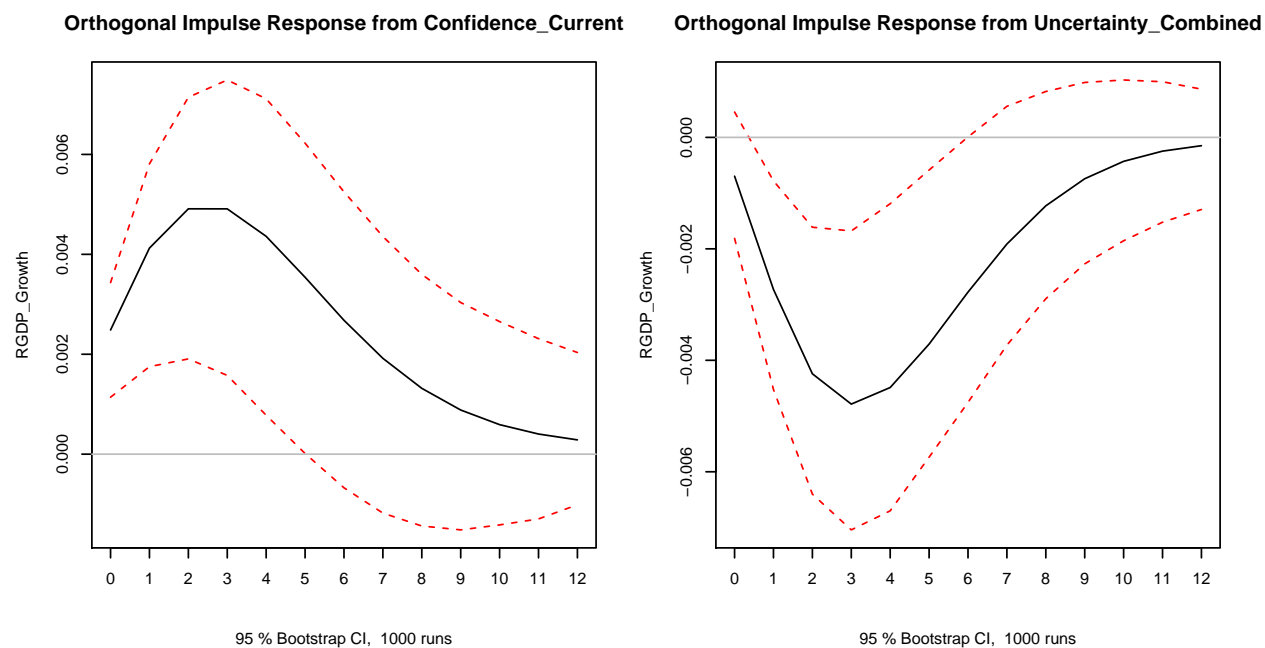 Orthogonal Impulse Response from Confidence_Current
RGDP_Growth
0.006
0.004
0.002
0.000
0 1 2 3 4 5 6 7 8 9 10 11 12
95 % Bootstrap CI,  1000 runs
Orthogonal Impulse Response from Uncertainty_Combined
RGDP_Growth
0.000
−0.002
−0.004
−0.006
0 1 2 3 4 5 6 7 8 9 10 11 12
95 % Bootstrap CI,  1000 runs